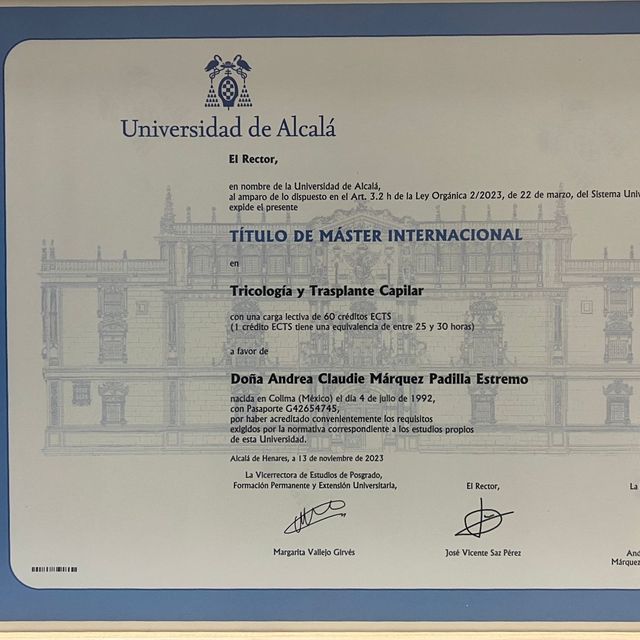 Universidad de Alcalá
El Rector,
en nombre de la Universidad de Alcalá,
al amparo de lo dispuesto en el Art. 3.2 h de la Ley Orgánica 2/2023, de 22 de marzo, del Sistema Univ
expide el presente
TÍTULO DE MÁSTER INTERNACIONAL
en
Tricología y Trasplante Capilar
con una carga lectiva de 60 créditos ECTS
(1 crédito ECTS tiene una equivalencia de entre 25 y 30 horas)
a favor de
Doña Andrea Claudie Márquez Padilla Estremo
nacida en Colima (México) el día 4 de julio de 1992,
con Pasaporte G42654745,
por haber acreditado convenientemente los requisitos
exigidos por la normativa correspondiente a los estudios propios
de esta Universidad.
Alcalá de Henares, a 13 de noviembre de 2023
La Vicerrectora de Estudios de Posgrado,
Formación Permanente y Extensión Universitaria,
El Rector,
La
Margarita Vallejo Girvés
José Vicente Saz Pérez
And
Márquez